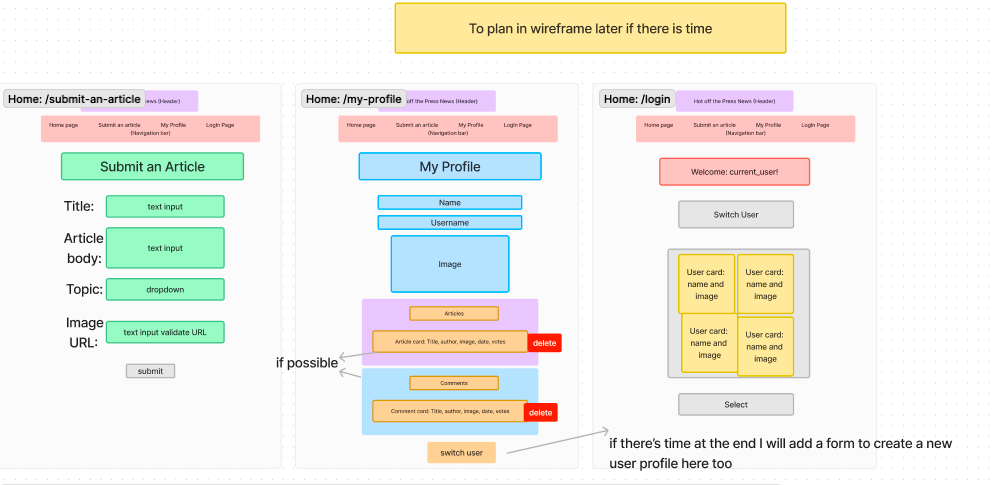 To plan in wireframe later if there is time
Home: /submit-an-article
ews (Header)
Home page Submit an article My Profile LogIn Page
(Navigation bar)
Submit an Article
Title:
text input
Article
body:
text input
Topic:
dropdown
Image
URL:
text input validate URL
submit
Home: /my-profile
off the Press News (Header)
Home page Submit an article My Profile LogIn Page
(Navigation bar)
My Profile
Name
Username
Image
Articles
Article card: Title, author, image, date, votes
delete
if possible
Comments
Comment card: Title, author, image, date, votes
delete
switch user
Home: /login
Hot off the Press News (Header)
Home page Submit an article My Profile LogIn Page
(Navigation bar)
Welcome: current_user!
Switch User
User card:
name and
image
User card:
name and
image
User card:
name and
image
User card:
name and
image
Select
if there's time at the end I will add a form to create a new
user profile here too